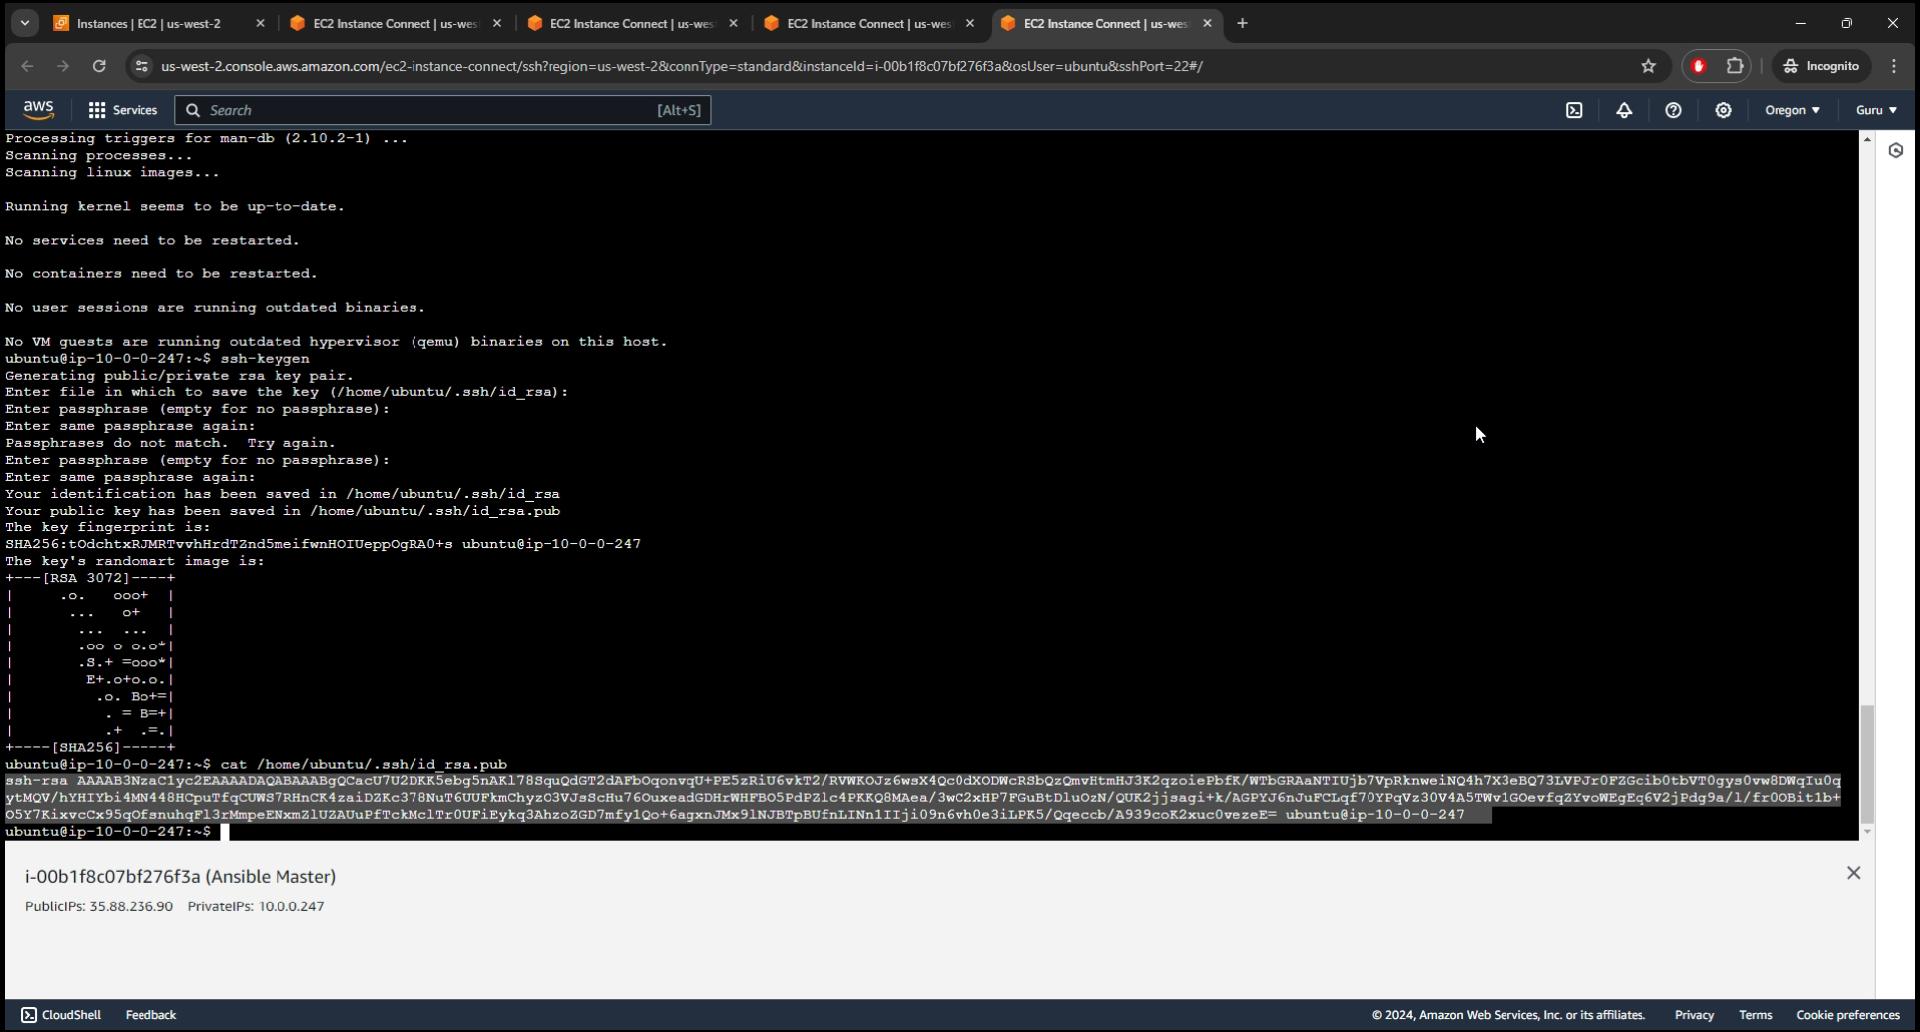 Instances | EC2 | us-west-2
EC2 Instance Connect | us-wes
EC2 Instance Connect | us-wes
EC2 Instance Connect | us-wes
EC2 Instance Connect | us-wes
us-west-2.console.aws.amazon.com/ec2-instance-connect/ssh?region=us-west-2&connType=standard&instanceId=i-00b1f8c07bf276f3a&osUser=ubuntu&sshPort=22#/
Incognito
aws
Services
Search
[Alt+S]
Oregon
Guru
Processing triggers for man-db (2.10.2-1) ...
Scanning processes...
Scanning linux images...
Running kernel seems to be up-to-date.
No services need to be restarted.
No containers need to be restarted.
No user sessions are running outdated binaries.
No VM guests are running outdated hypervisor (qemu) binaries on this host.
ubuntu@ip-10-0-0-247:~$ ssh-keygen
Generating public/private rsa key pair.
Enter file in which to save the key (/home/ubuntu/.ssh/id_rsa):
Enter passphrase (empty for no passphrase):
Enter same passphrase again:
Passphrases do not match.  Try again.
Enter passphrase (empty for no passphrase):
Enter same passphrase again:
Your identification has been saved in /home/ubuntu/.ssh/id_rsa
Your public key has been saved in /home/ubuntu/.ssh/id_rsa.pub
The key fingerprint is:
SHA256:tOdchtxRJMRTvvhHrdTZnd5meifwnHOIUeppOgRA0+s ubuntu@ip-10-0-0-247
The key's randomart image is:
+---[RSA 3072]----+
|     .o.   ooo+  |
|      ...   o+   |
|       ...  ...  |
|       .oo o o.o*|
|       .S.+ =ooo*|
|        E+.o+o.o.|
|         .o. Bo+=|
|          . = B=+|
|          .+  .=.|
+----[SHA256]-----+
ubuntu@ip-10-0-0-247:~$ cat /home/ubuntu/.ssh/id_rsa.pub
ssh-rsa
ubuntu@ip-10-0-0-247
ubuntu@ip-10-0-0-247:~$
i-00b1f8c07bf276f3a (Ansible Master)
PublicIPs: 35.88.236.90 PrivateIPs: 10.0.0.247
CloudShell
Feedback
© 2024, Amazon Web Services, Inc. or its affiliates.
Privacy
Terms
Cookie preferences